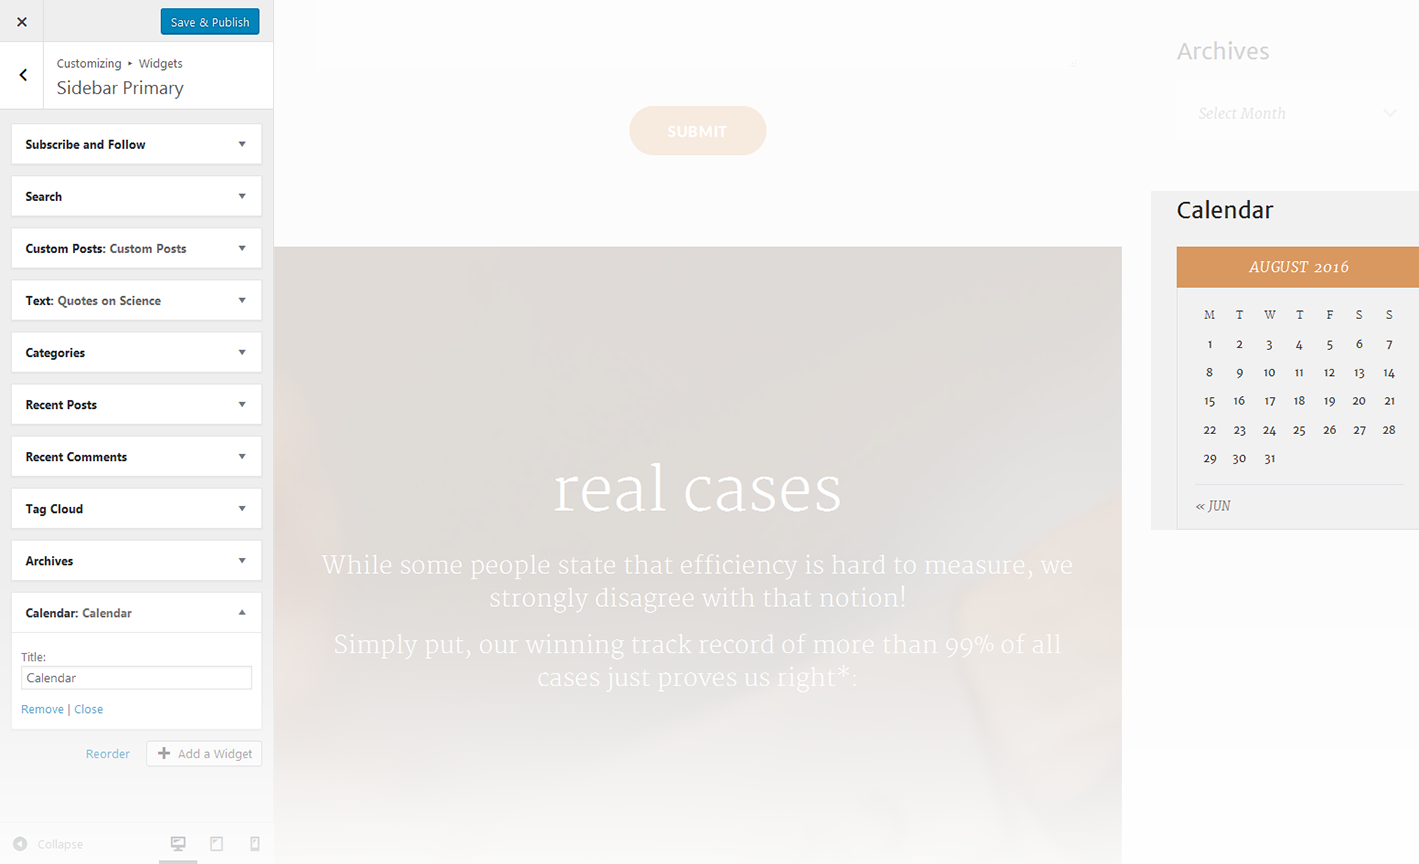 Save & Publish
Customizing ▸ Widgets
Sidebar Primary
Subscribe and Follow
Search
Custom Posts: Custom Posts
Text: Quotes on Science
Categories
Recent Posts
Recent Comments
Tag Cloud
Archives
Calendar: Calendar
Title:
Calendar
Remove | Close
Reorder
Add a Widget
Collapse
SUBMIT
real cases
While some people state that efficiency is hard to measure, we
strongly disagree with that notion!
Simply put, our winning track record of more than 99% of all
cases just proves us right*:
Archives
Select Month
Calendar
AUGUST 2016
M T W T F S S
1 2 3 4 5 6 7
8 9 10 11 12 13 14
15 16 17 18 19 20 21
22 23 24 25 26 27 28
29 30 31
« JUN